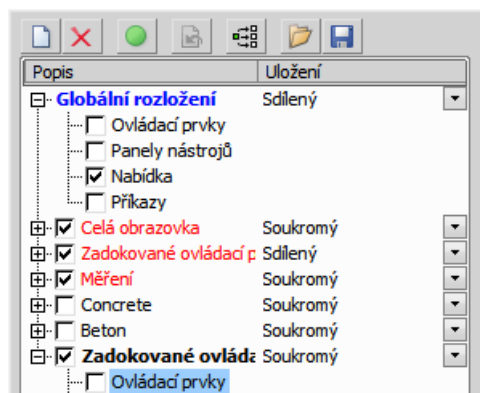 Popis Uložení
Globální rozložení Sdílený
Ovládací prvky
Panely nástrojů
Nabídka
Příkazy
Celá obrazovka Soukromý
Zadokované ovládací p Sdílený
Měření Soukromý
Concrete Soukromý
Beton Soukromý
Zadokované ovláda Soukromý
Ovládací prvky